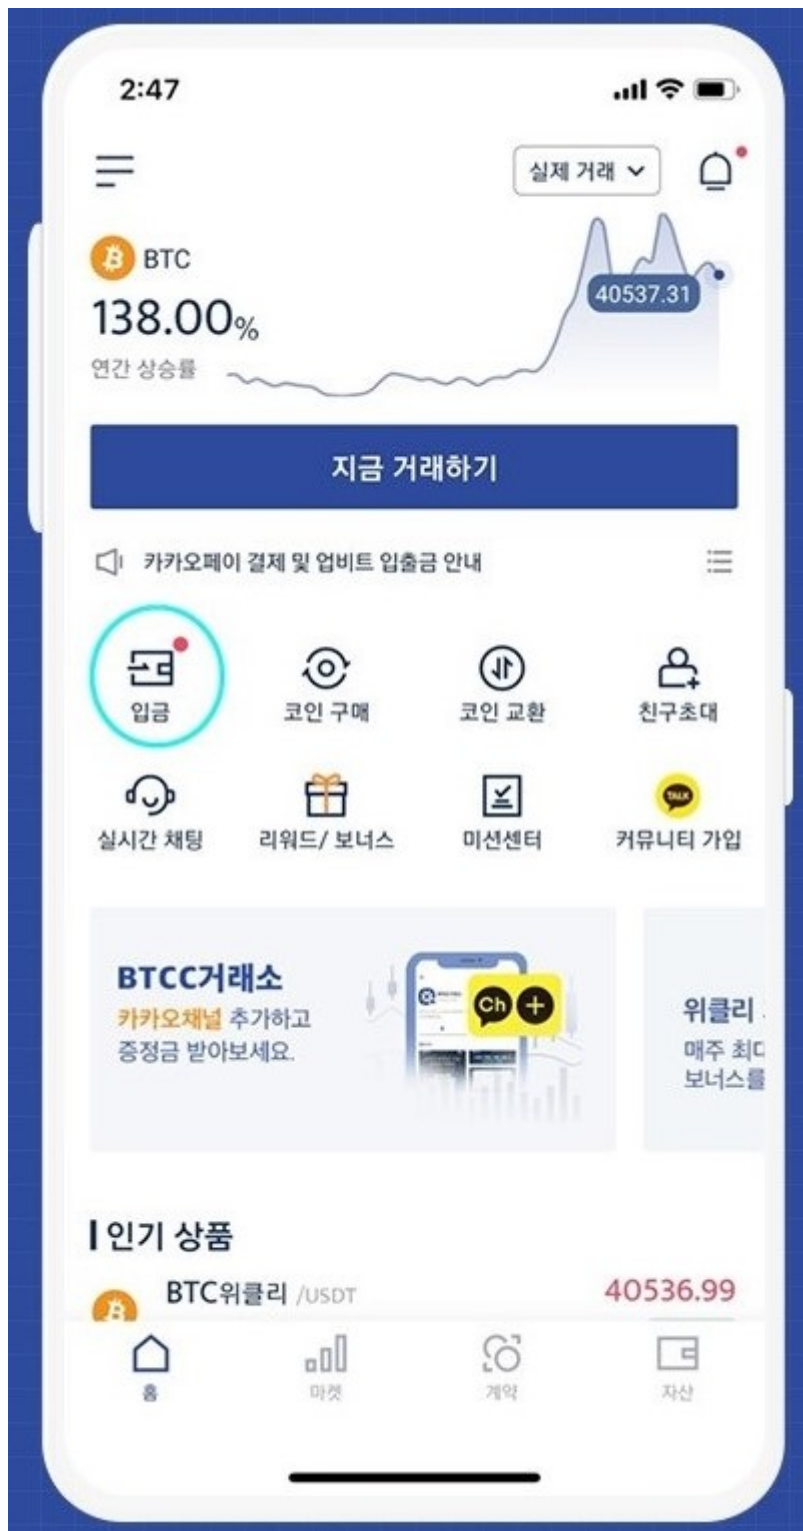 2:47
실제 거래
BTC
138.00%
40537.31
연간 상승률
지금 거래하기
카카오페이 결제 및 업비트 입출금 안내
입금
코인 구매
코인 교환
친구초대
실시간 채팅
리워드/ 보너스
미션센터
TALK
커뮤니티 가입
BTCC거래소
카카오채널 추가하고
증정금 받아보세요.
Ch +
위클리
매주 최대
보너스를
인기 상품
BTC위클리 /USDT
40536.99
홈
마켓
계약
자산